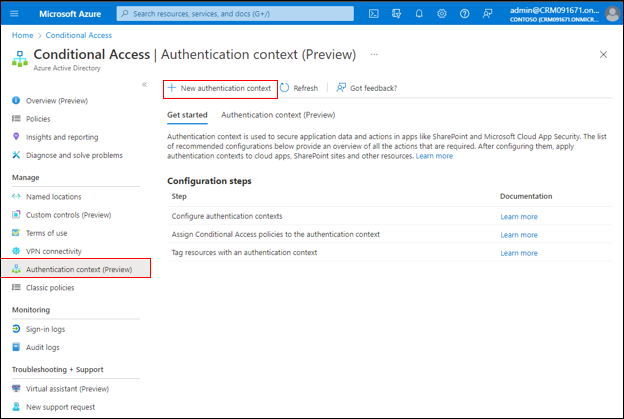 Microsoft Azure
Search resources, services, and docs (G+/)
admin@CRM091671.on...
CONTOSO (CRM091671.ONMICR...
Home > Conditional Access
Conditional Access | Authentication context (Preview) ...
Azure Active Directory
«
+ New authentication context
Refresh
Got feedback?
Overview (Preview)
Policies
Insights and reporting
Diagnose and solve problems
Manage
Named locations
Custom controls (Preview)
Terms of use
VPN connectivity
Authentication context (Preview)
Classic policies
Monitoring
Sign-in logs
Audit logs
Troubleshooting + Support
Virtual assistant (Preview)
New support request
Get started
Authentication context (Preview)
Authentication context is used to secure application data and actions in apps like SharePoint and Microsoft Cloud App Security. The list
of recommended configurations below provide an overview of all the actions that are required. After configuring them, apply
authentication contexts to cloud apps, SharePoint sites and other resources. Learn more
Configuration steps
Step Documentation
Configure authentication contexts Learn more
Assign Conditional Access policies to the authentication context Learn more
Tag resources with an authentication context Learn more